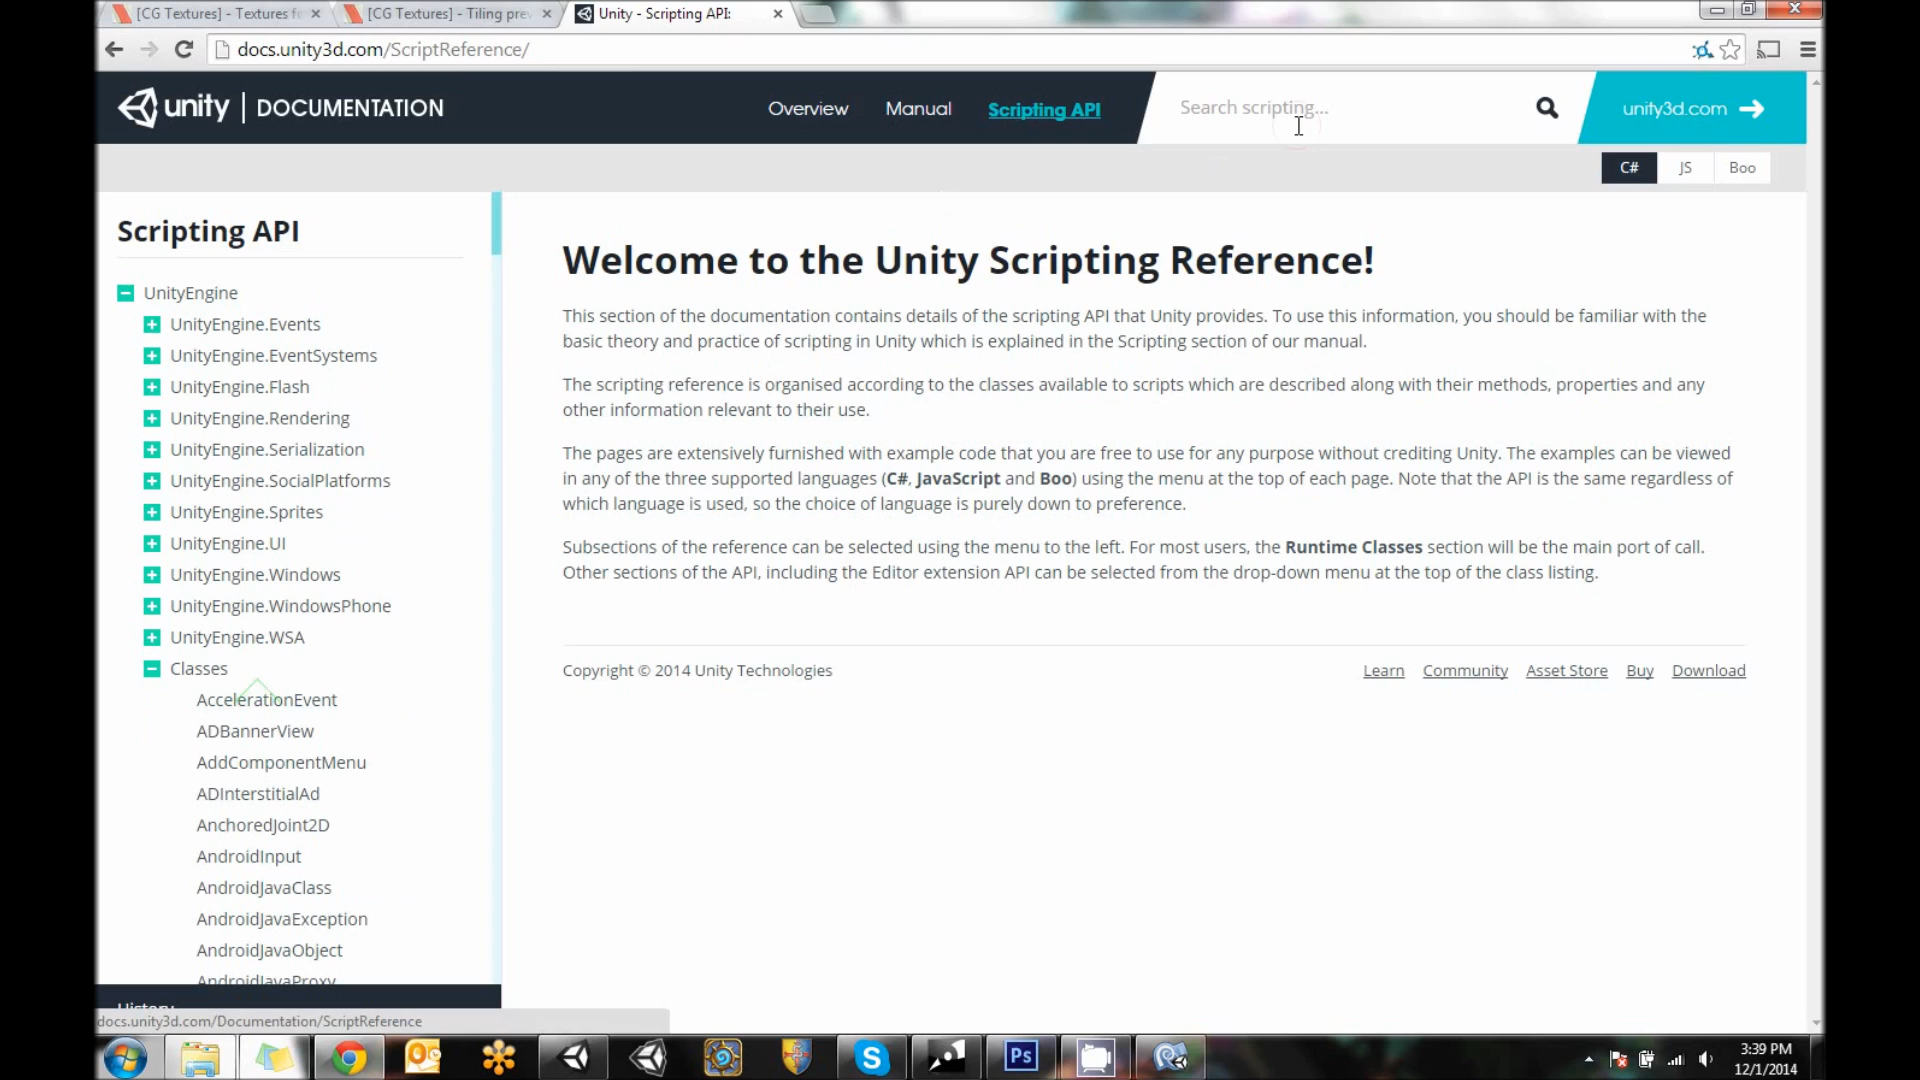 [CG Textures] - Textures f
[CG Textures] - Tiling prev
Unity - Scripting API:
docs.unity3d.com/ScriptReference/
unity | DOCUMENTATION
Overview
Manual
Scripting API
Search scripting...
unity3d.com
C#
JS
Boo
Scripting API
UnityEngine
UnityEngine.Events
UnityEngine.EventSystems
UnityEngine.Flash
UnityEngine.Rendering
UnityEngine.Serialization
UnityEngine.SocialPlatforms
UnityEngine.Sprites
UnityEngine.UI
UnityEngine.Windows
UnityEngine.WindowsPhone
UnityEngine.WSA
Classes
AccelerationEvent
ADBannerView
AddComponentMenu
ADInterstitialAd
AnchoredJoint2D
AndroidInput
AndroidJavaClass
AndroidJavaException
AndroidJavaObject
AndroidJavaProxy
History
Welcome to the Unity Scripting Reference!
This section of the documentation contains details of the scripting API that Unity provides. To use this information, you should be familiar with the
basic theory and practice of scripting in Unity which is explained in the Scripting section of our manual.
The scripting reference is organised according to the classes available to scripts which are described along with their methods, properties and any
other information relevant to their use.
The pages are extensively furnished with example code that you are free to use for any purpose without crediting Unity. The examples can be viewed
in any of the three supported languages (C#, JavaScript and Boo) using the menu at the top of each page. Note that the API is the same regardless of
which language is used, so the choice of language is purely down to preference.
Subsections of the reference can be selected using the menu to the left. For most users, the Runtime Classes section will be the main port of call.
Other sections of the API, including the Editor extension API can be selected from the drop-down menu at the top of the class listing.
Copyright © 2014 Unity Technologies
Learn
Community
Asset Store
Buy
Download
docs.unity3d.com/Documentation/ScriptReference
Ps
3:39 PM
12/1/2014